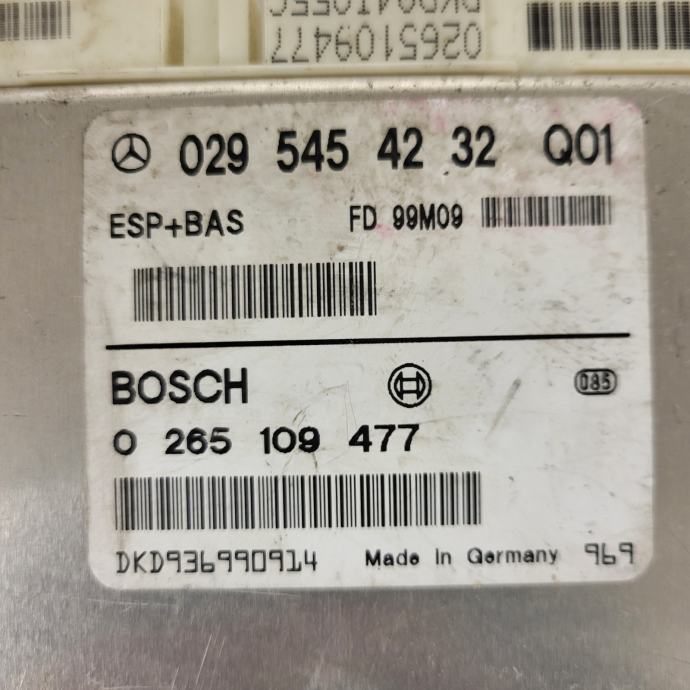 0265109477
029 545 42 32 Q01
ESP+BAS FD 99M09
BOSCH 085
0 265 109 477
DKD936990914 Made In Germany 969